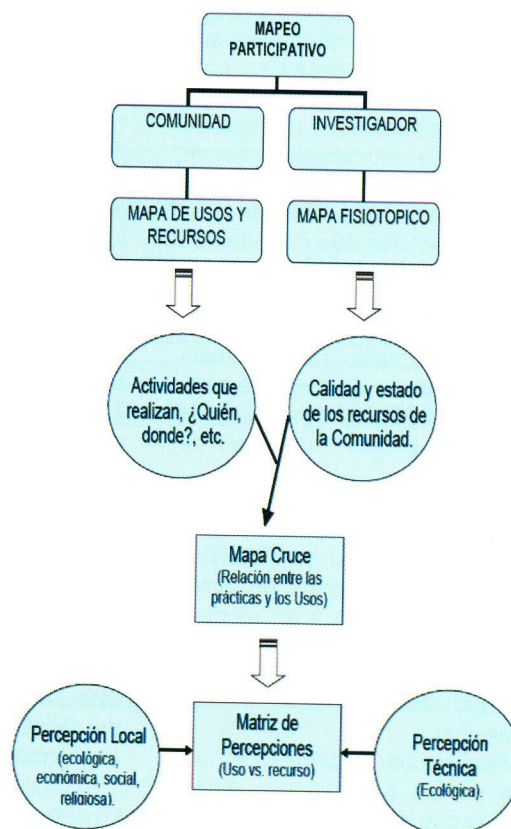 MAPEO
PARTICIPATIVO
COMUNIDAD
INVESTIGADOR
MAPA DE USOS Y
RECURSOS
MAPA FISIOTOPICO
Actividades que
realizan, ¿Quién,
donde?, etc.
Calidad y estado
de los recursos de
la Comunidad.
Mapa Cruce
(Relación entre las
prácticas y los Usos)
Percepción Local
(ecológica,
económica, social,
religiosa).
Matriz de
Percepciones
(Uso vs. recurso)
Percepción
Técnica
(Ecológica).